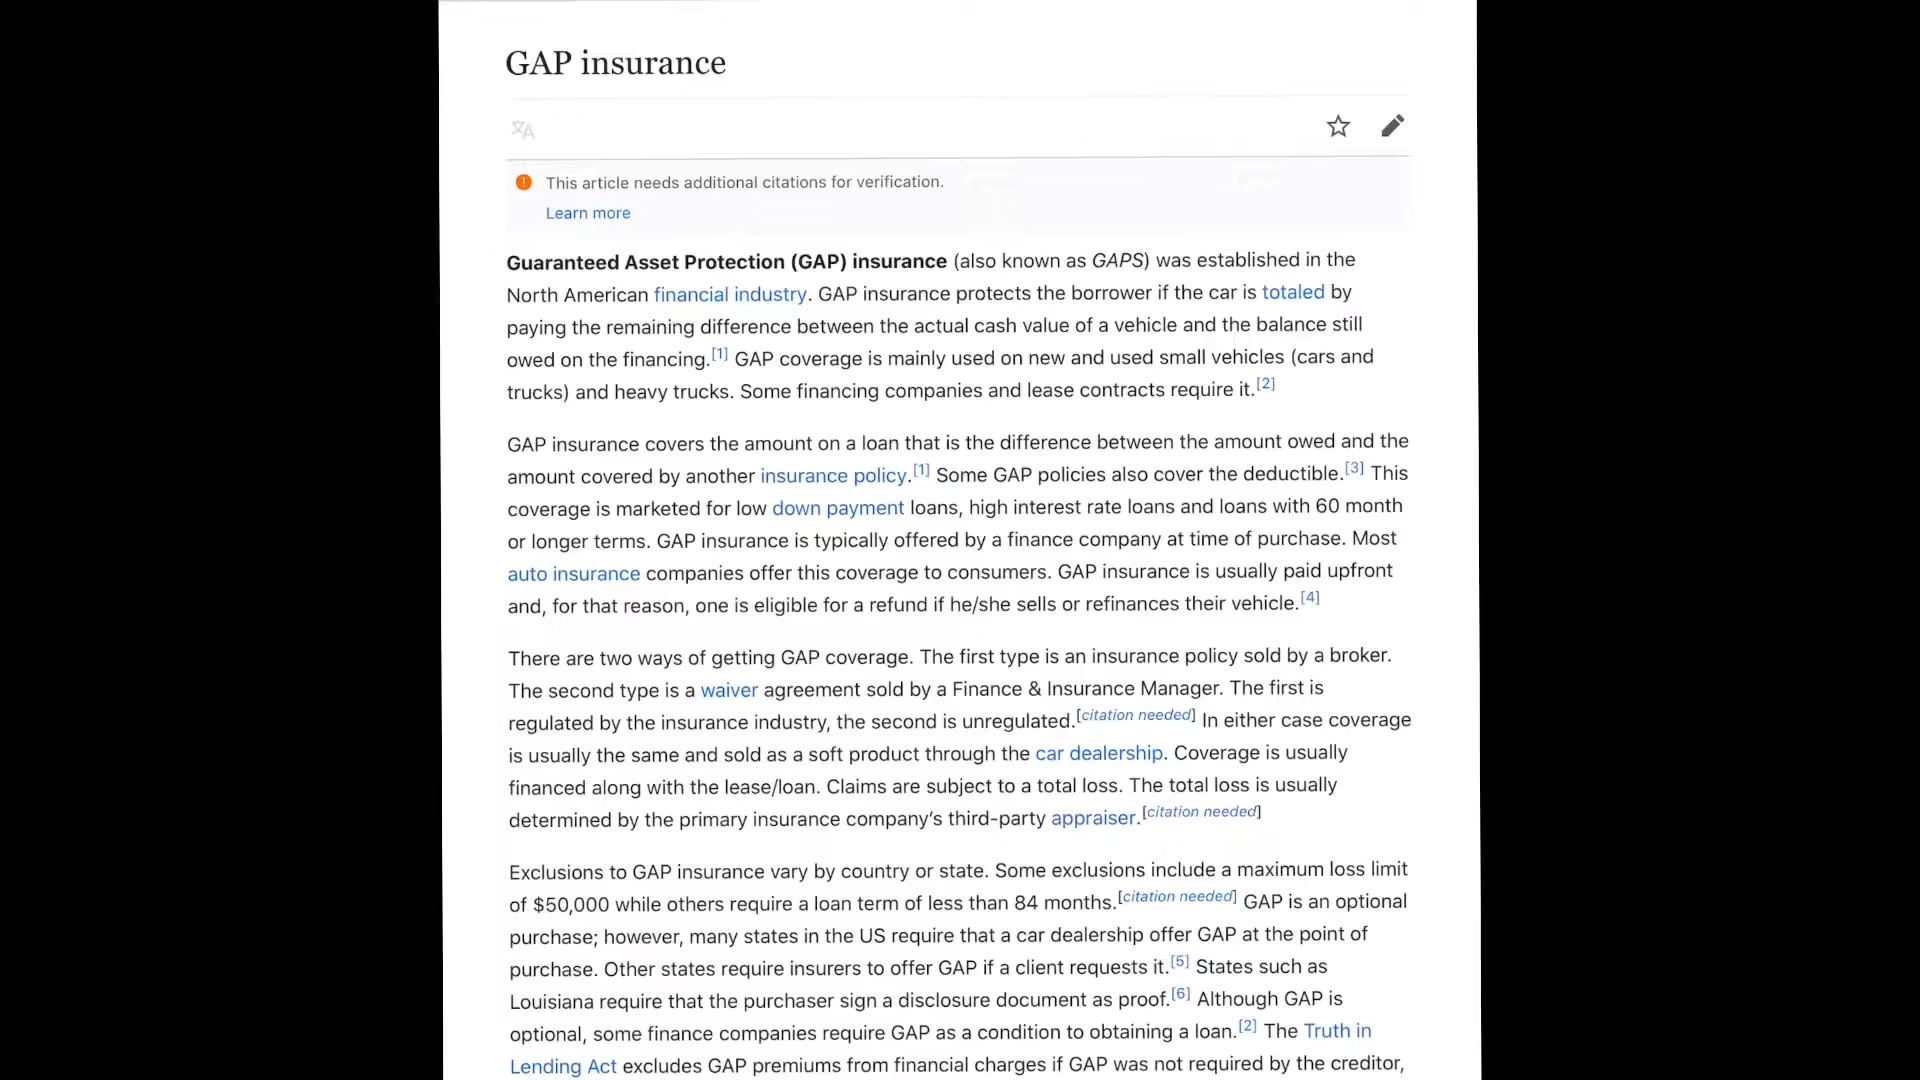 GAP insurance
This article needs additional citations for verification.
Learn more
Guaranteed Asset Protection (GAP) insurance (also known as GAPS) was established in the
North American financial industry. GAP insurance protects the borrower if the car is totaled by
paying the remaining difference between the actual cash value of a vehicle and the balance still
owed on the financing.[1] GAP coverage is mainly used on new and used small vehicles (cars and
trucks) and heavy trucks. Some financing companies and lease contracts require it.[2]
GAP insurance covers the amount on a loan that is the difference between the amount owed and the
amount covered by another insurance policy.[1] Some GAP policies also cover the deductible.[3] This
coverage is marketed for low down payment loans, high interest rate loans and loans with 60 month
or longer terms. GAP insurance is typically offered by a finance company at time of purchase. Most
auto insurance companies offer this coverage to consumers. GAP insurance is usually paid upfront
and, for that reason, one is eligible for a refund if he/she sells or refinances their vehicle.[4]
There are two ways of getting GAP coverage. The first type is an insurance policy sold by a broker.
The second type is a waiver agreement sold by a Finance & Insurance Manager. The first is
regulated by the insurance industry, the second is unregulated.[citation needed] In either case coverage
is usually the same and sold as a soft product through the car dealership. Coverage is usually
financed along with the lease/loan. Claims are subject to a total loss. The total loss is usually
determined by the primary insurance company’s third-party appraiser.[citation needed]
Exclusions to GAP insurance vary by country or state. Some exclusions include a maximum loss limit
of $50,000 while others require a loan term of less than 84 months.[citation needed] GAP is an optional
purchase; however, many states in the US require that a car dealership offer GAP at the point of
purchase. Other states require insurers to offer GAP if a client requests it.[5] States such as
Louisiana require that the purchaser sign a disclosure document as proof.[6] Although GAP is
optional, some finance companies require GAP as a condition to obtaining a loan.[2] The Truth in
Lending Act excludes GAP premiums from financial charges if GAP was not required by the creditor,